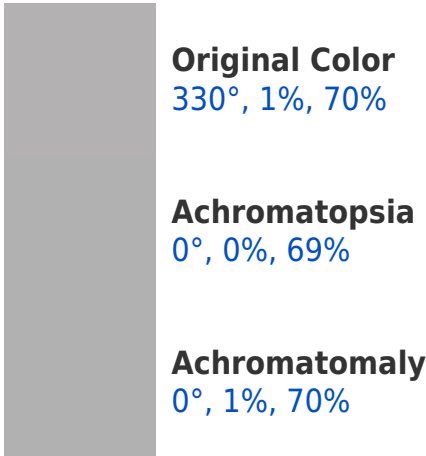 Original Color
330°, 1%, 70%
Achromatopsia
0°, 0%, 69%
Achromatomaly
0°, 1%, 70%